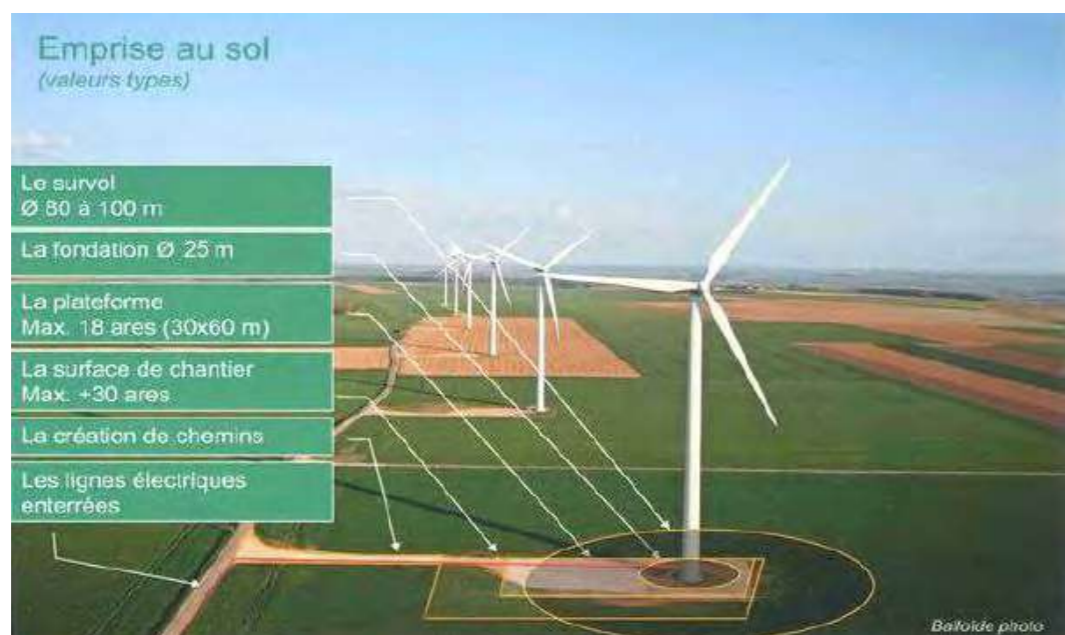 Emprise au sol
(valeurs types)
Le survol
Ø 80 à 100 m
La fondation Ø 25 m
La plateforme
Max. 18 ares (30x60 m)
La surface de chantier
Max. +30 ares
La création de chemins
Les lignes électriques
enterrées
photo